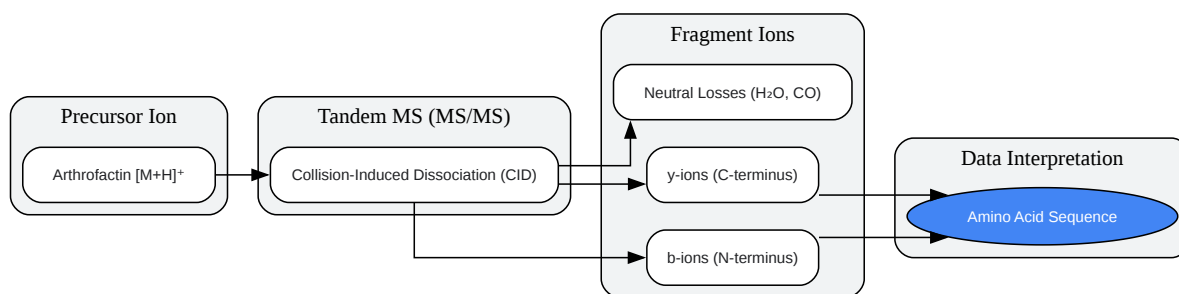 Precursor Ion
Arthrofactin [M+H]⁺
Tandem MS (MS/MS)
Collision-Induced Dissociation (CID)
Fragment Ions
Neutral Losses (H₂O, CO)
y-ions (C-terminus)
b-ions (N-terminus)
Data Interpretation
Amino Acid Sequence